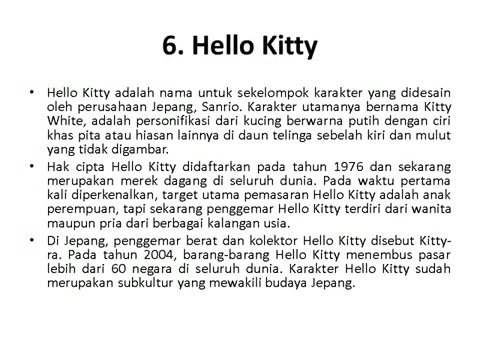 6. Hello Kitty
• Hello Kitty adalah nama untuk sekelompok karakter yang didesain
oleh perusahaan Jepang, Sanrio. Karakter utamanya bernama Kitty
White, adalah personifikasi dari kucing berwarna putih dengan ciri
khas pita atau hiasan lainnya di daun telinga sebelah kiri dan mulut
yang tidak digambar.
• Hak cipta Hello Kitty didaftarkan pada tahun 1976 dan sekarang
merupakan merek dagang di seluruh dunia. Pada waktu pertama
kali diperkenalkan, target utama pemasaran Hello Kitty adalah anak
perempuan, tapi sekarang penggemar Hello Kitty terdiri dari wanita
maupun pria dari berbagai kalangan usia.
• Di Jepang, penggemar berat dan kolektor Hello Kitty disebut Kitty-
ra. Pada tahun 2004, barang-barang Hello Kitty menembus pasar
lebih dari 60 negara di seluruh dunia. Karakter Hello Kitty sudah
merupakan subkultur yang mewakili budaya Jepang.